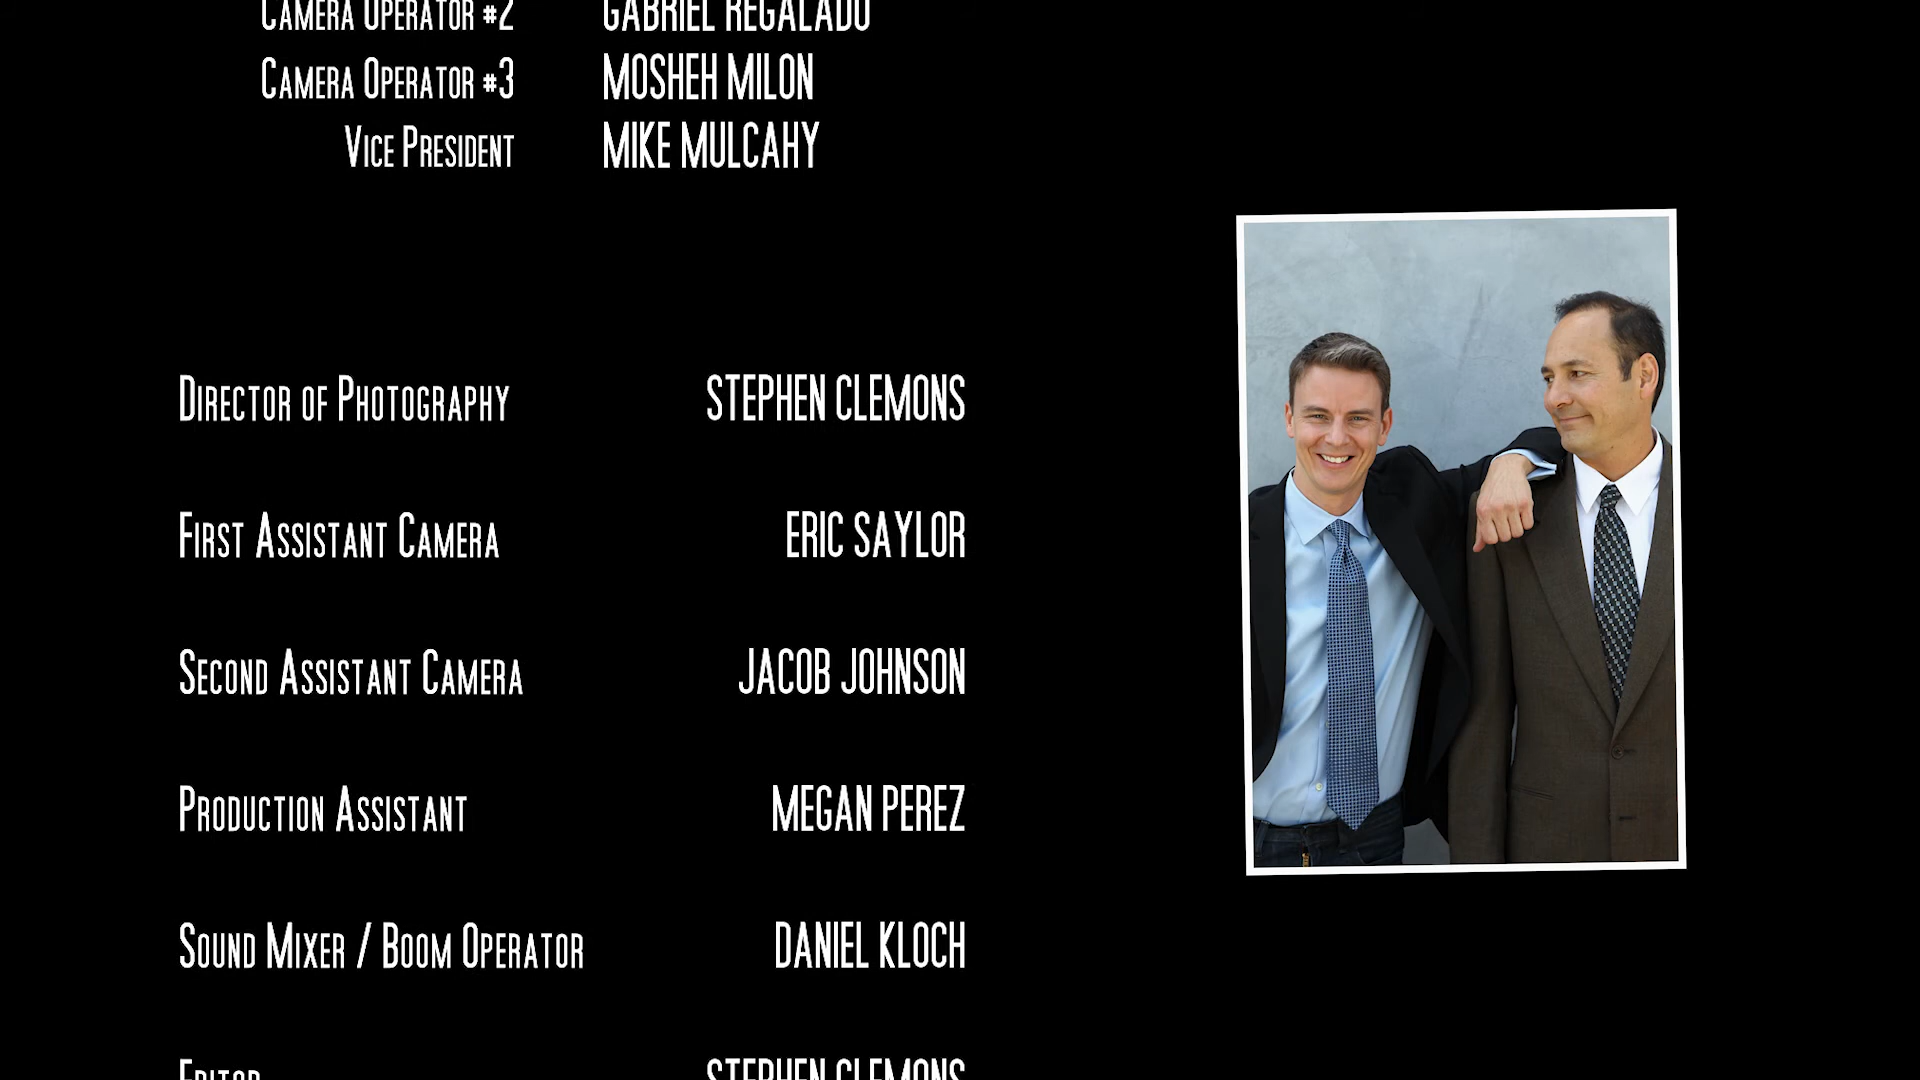 Camera Operator #2 GABRIEL REGALADO
Camera Operator #3 MOSHEH MILON
Vice President MIKE MULCAHY
Director of Photography STEPHEN CLEMONS
First Assistant Camera ERIC SAYLOR
Second Assistant Camera JACOB JOHNSON
Production Assistant MEGAN PEREZ
Sound Mixer / Boom Operator DANIEL KLOCH
Editor STEPHEN CLEMONS